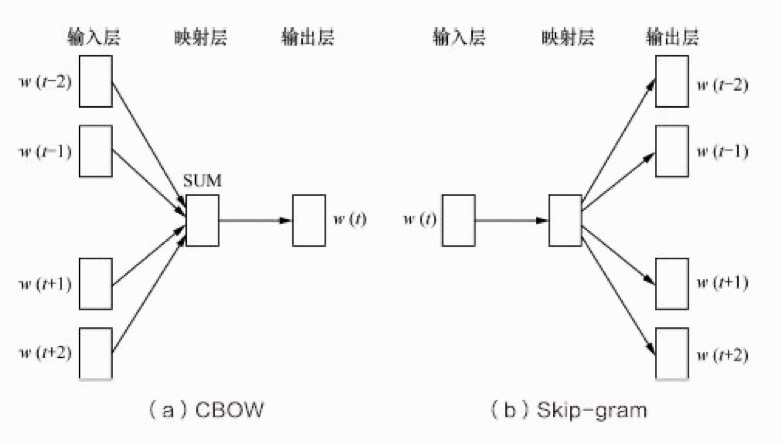 输入层 映射层 输出层 输入层 映射层 输出层
w (t−2)
w (t−1)
SUM
w (t)
w (t+1)
w (t+2)
w (t)
w (t−2)
w (t−1)
w (t+1)
w (t+2)
(a) CBOW
(b) Skip-gram